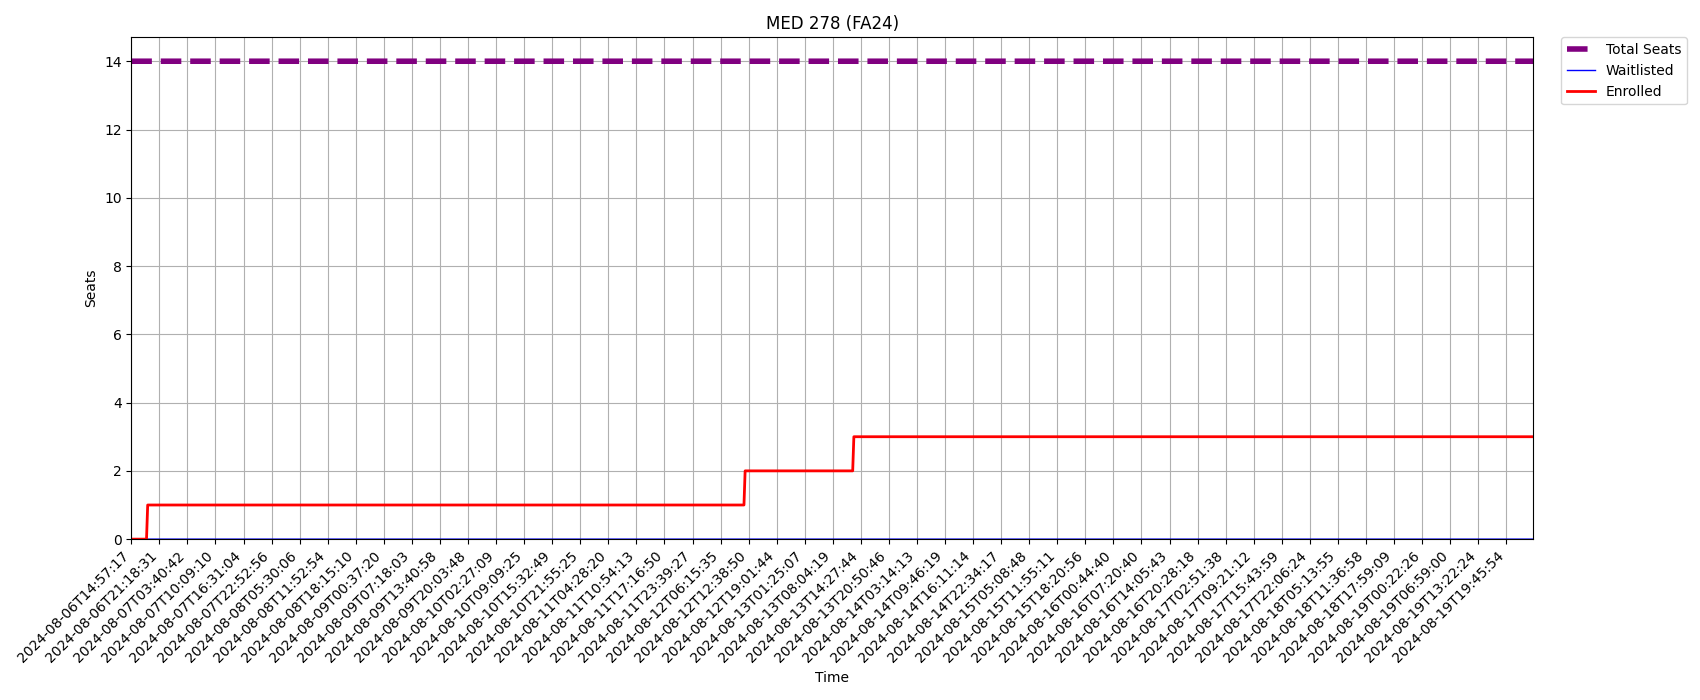 MED 278 (FA24)
Total Seats
Waitlisted
Enrolled
14
12
10
8
6
4
2
0
Seats
2024-08-06T14:57:17
2024-08-06T21:18:31
2024-08-07T03:40:42
2024-08-07T10:09:10
2024-08-07T16:31:04
2024-08-07T22:52:56
2024-08-08T05:30:06
2024-08-08T11:52:54
2024-08-08T18:15:10
2024-08-09T00:37:20
2024-08-09T07:18:03
2024-08-09T13:40:58
2024-08-09T20:03:48
2024-08-10T02:27:09
2024-08-10T09:09:25
2024-08-10T15:32:49
2024-08-10T21:55:25
2024-08-11T04:28:20
2024-08-11T10:54:13
2024-08-11T17:16:50
2024-08-11T23:39:27
2024-08-12T06:15:35
2024-08-12T12:38:50
2024-08-12T19:01:44
2024-08-13T01:25:07
2024-08-13T08:04:19
2024-08-13T14:27:44
2024-08-13T20:50:46
2024-08-14T03:14:13
2024-08-14T09:46:19
2024-08-14T16:11:14
2024-08-14T22:34:17
2024-08-15T05:08:48
2024-08-15T11:55:11
2024-08-15T18:20:56
2024-08-16T00:44:40
2024-08-16T07:20:40
2024-08-16T14:05:43
2024-08-16T20:28:18
2024-08-17T02:51:38
2024-08-17T09:21:12
2024-08-17T15:43:59
2024-08-17T22:06:24
2024-08-18T05:13:55
2024-08-18T11:36:58
2024-08-18T17:59:09
2024-08-19T00:22:26
2024-08-19T06:59:00
2024-08-19T13:22:24
2024-08-19T19:45:54
Time